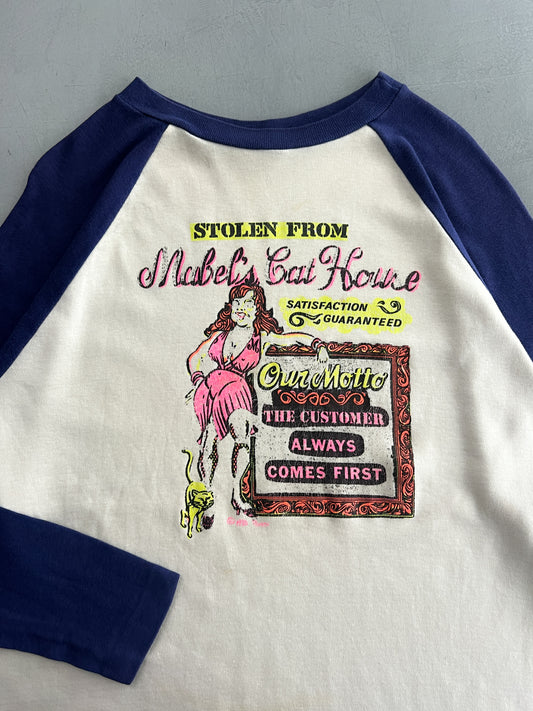 STOLEN FROM
Mabel's Cat House
SATISFACTION
GUARANTEED
Our Motto
THE CUSTOMER
ALWAYS
COMES FIRST